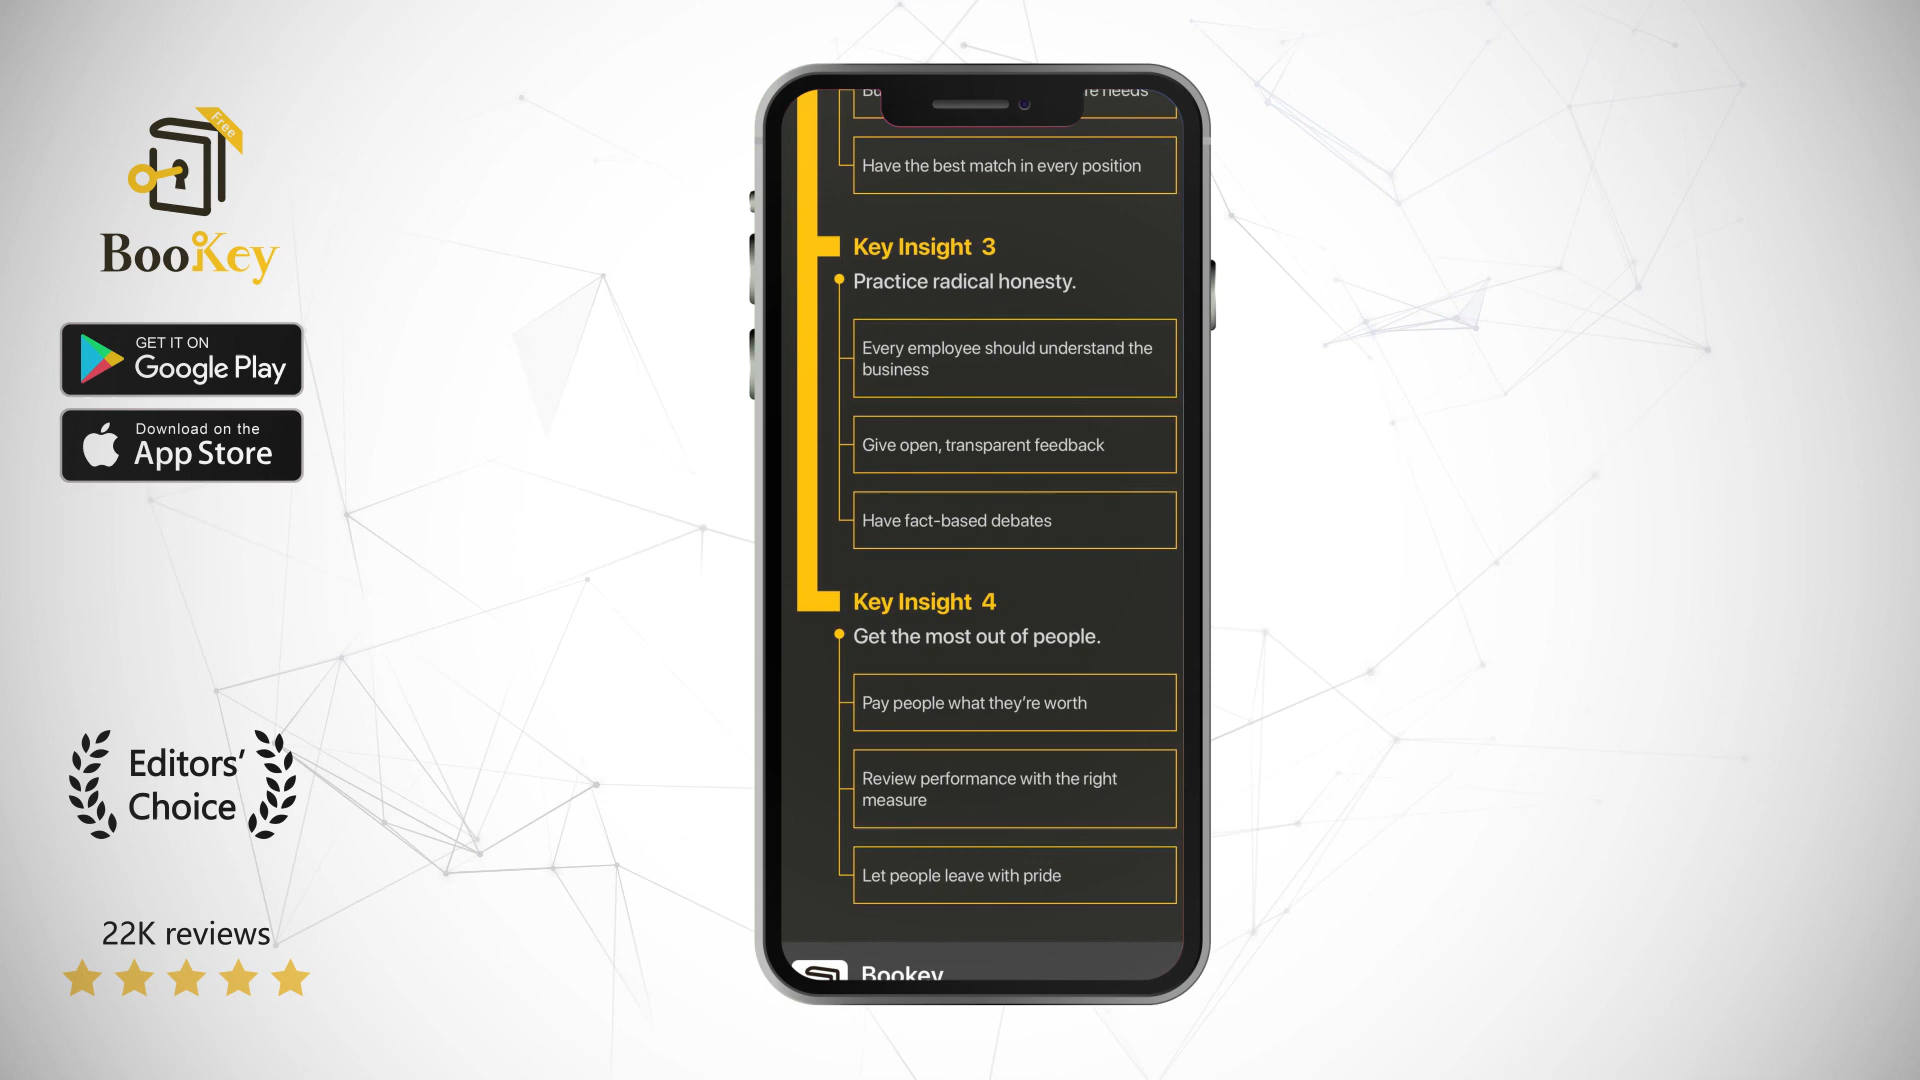 Free
BooKey
GET IT ON
Google Play
Download on the
App Store
Editors’
Choice
22K reviews
Bu re needs
Have the best match in every position
Key Insight 3
Practice radical honesty.
Every employee should understand the
business
Give open, transparent feedback
Have fact-based debates
Key Insight 4
Get the most out of people.
Pay people what they’re worth
Review performance with the right
measure
Let people leave with pride
Bookey